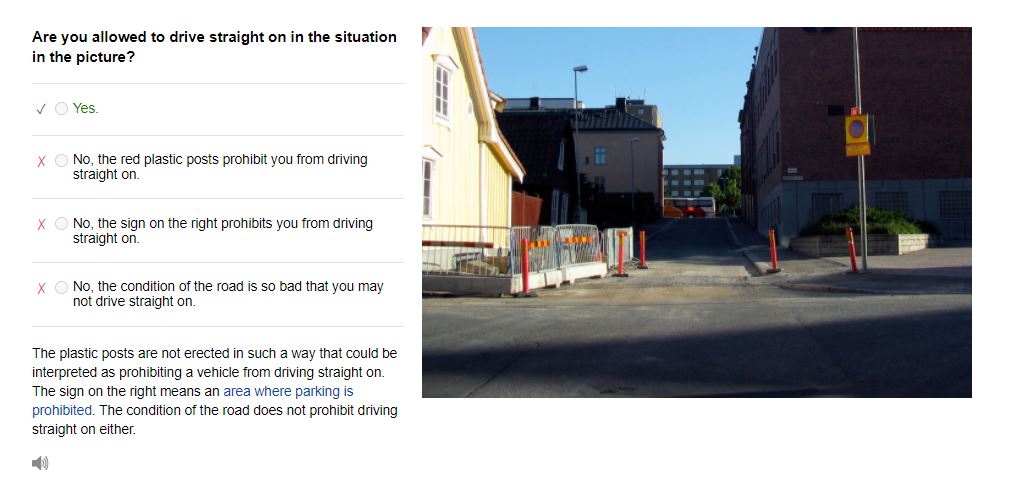 Are you allowed to drive straight on in the situation
in the picture?
Yes.
No, the red plastic posts prohibit you from driving
straight on.
No, the sign on the right prohibits you from driving
straight on.
No, the condition of the road is so bad that you may
not drive straight on.
The plastic posts are not erected in such a way that could be
interpreted as prohibiting a vehicle from driving straight on.
The sign on the right means an area where parking is
prohibited. The condition of the road does not prohibit driving
straight on either.